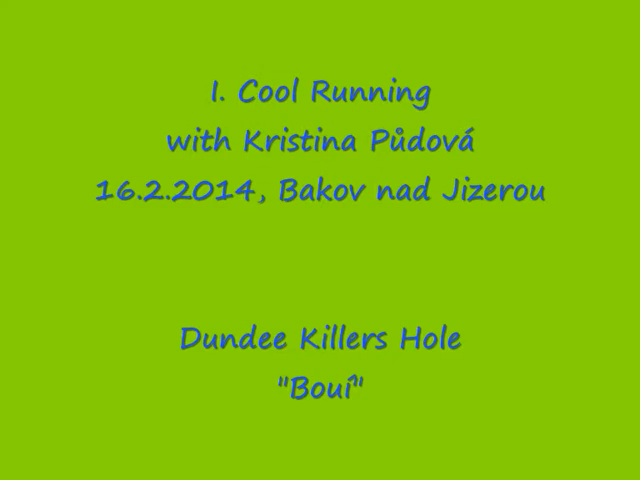 I. Cool Running
with Kristina Půdová
16.2.2014, Bakov nad Jizerou
Dundee Killers Hole
"Bouí"